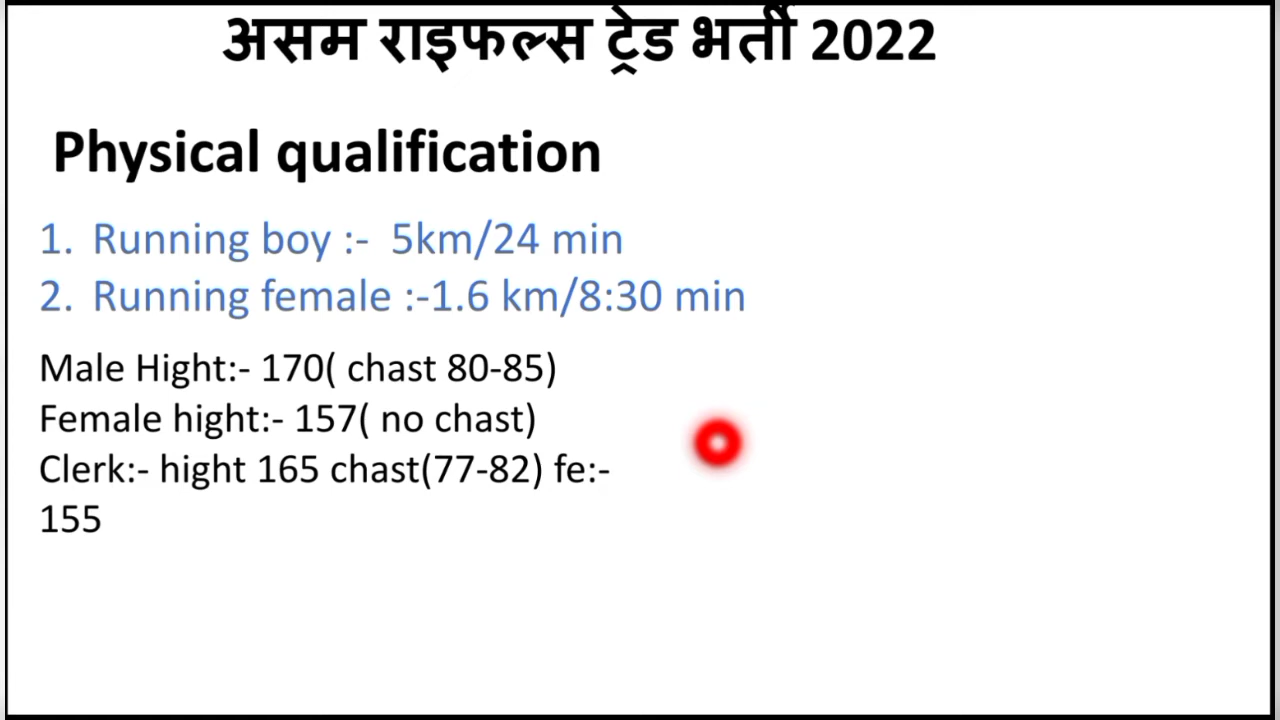 असम राइफल्स ट्रेड भर्ती 2022
Physical qualification
1. Running boy :- 5km/24 min
2. Running female :-1.6 km/8:30 min
Male Hight:- 170( chast 80-85)
Female hight:- 157( no chast)
Clerk:- hight 165 chast(77-82) fe:-
155